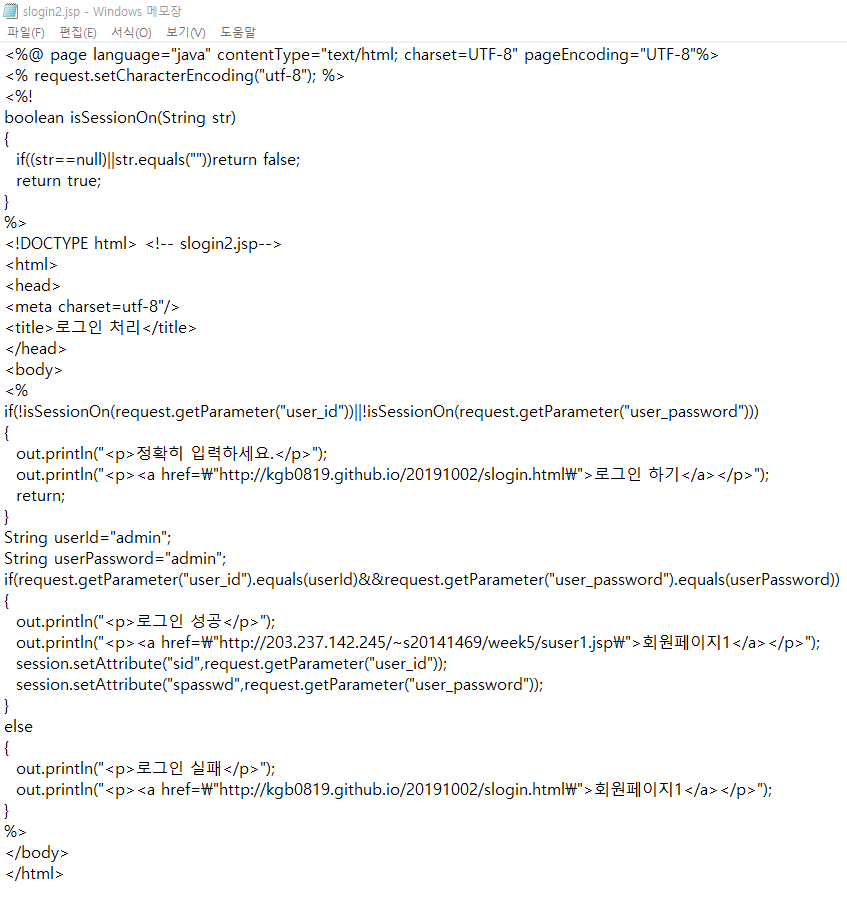 slogin2.jsp - Windows 메모장
파일(F) 편집(E) 서식(O) 보기(V) 도움말
<%@ page language="java" contentType="text/html; charset=UTF-8" pageEncoding="UTF-8"%>
<% request.setCharacterEncoding("utf-8"); %>
<%!
boolean isSessionOn(String str)
{
   if((str==null)||str.equals(""))return false;
   return true;
}
%>
<!DOCTYPE html> <!-- slogin2.jsp-->
<html>
<head>
<meta charset=utf-8"/>
<title>로그인 처리</title>
</head>
<body>
<%
if(!isSessionOn(request.getParameter("user_id"))||!isSessionOn(request.getParameter("user_password")))
{
   out.println("<p>정확히 입력하세요.</p>");
   out.println("<p><a href=₩"http://kgb0819.github.io/20191002/slogin.html₩">로그인 하기</a></p>");
   return;
}
String userId="admin";
String userPassword="admin";
if(request.getParameter("user_id").equals(userId)&&request.getParameter("user_password").equals(userPassword))
{
   out.println("<p>로그인 성공</p>");
   out.println("<p><a href=₩"http://203.237.142.245/~s20141469/week5/suser1.jsp₩">회원페이지1</a></p>");
   session.setAttribute("sid",request.getParameter("user_id"));
   session.setAttribute("spasswd",request.getParameter("user_password"));
}
else
{
   out.println("<p>로그인 실패</p>");
   out.println("<p><a href=₩"http://kgb0819.github.io/20191002/slogin.html₩">회원페이지1</a></p>");
}
%>
</body>
</html>